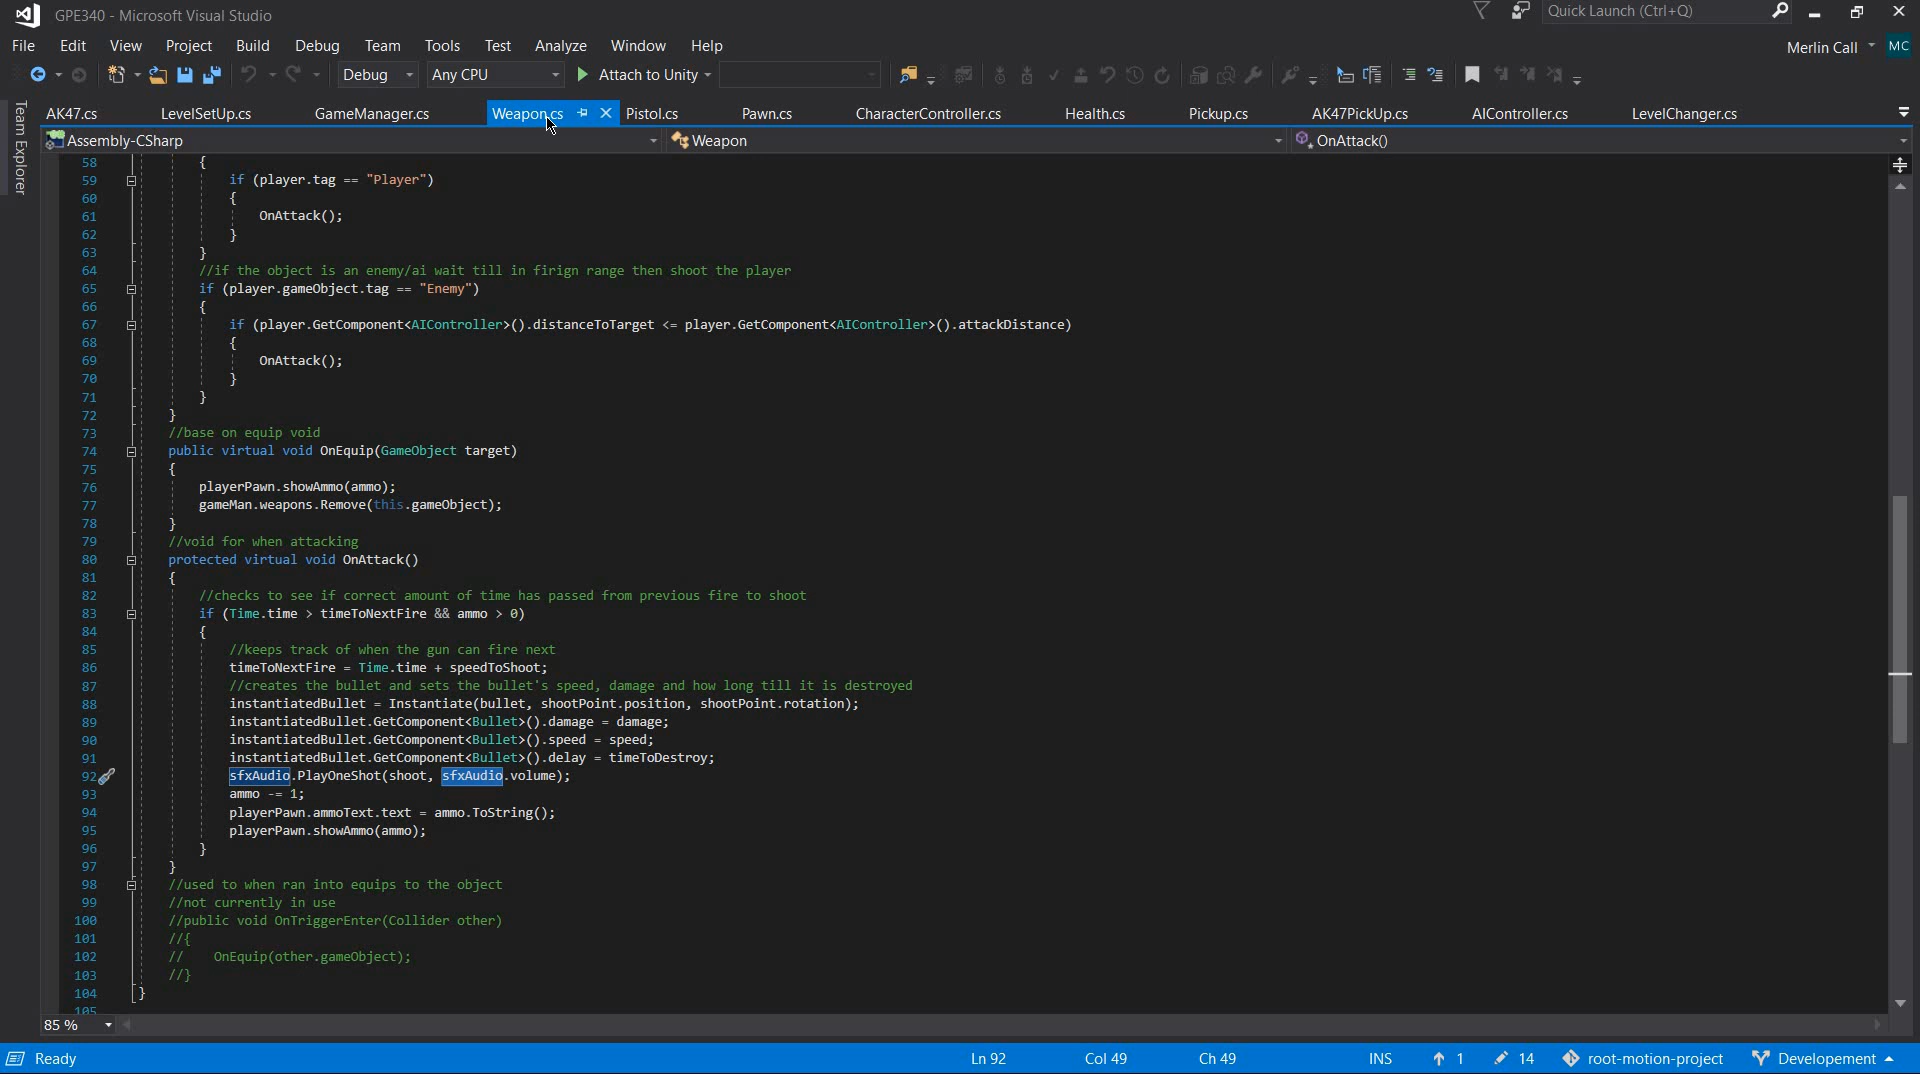 GPE340 - Microsoft Visual Studio
Quick Launch (Ctrl+Q)
File Edit View Project Build Debug Team Tools Test Analyze Window Help
Merlin Call MC
Debug Any CPU Attach to Unity
Team Explorer
AK47.cs LevelSetUp.cs GameManager.cs Weapon.cs Pistol.cs Pawn.cs CharacterController.cs Health.cs Pickup.cs AK47PickUp.cs AIController.cs LevelChanger.cs
Assembly-CSharp Weapon OnAttack()
58 {
59 if (player.tag == "Player")
60 {
61 OnAttack();
62 }
63 }
64 //if the object is an enemy/ai wait till in firign range then shoot the player
65 if (player.gameObject.tag == "Enemy")
66 {
67 if (player.GetComponent<AIController>().distanceToTarget <= player.GetComponent<AIController>().attackDistance)
68 {
69 OnAttack();
70 }
71 }
72 }
73 //base on equip void
74 public virtual void OnEquip(GameObject target)
75 {
76 playerPawn.showAmmo(ammo);
77 gameMan.weapons.Remove(this.gameObject);
78 }
79 //void for when attacking
80 protected virtual void OnAttack()
81 {
82 //checks to see if correct amount of time has passed from previous fire to shoot
83 if (Time.time > timeToNextFire && ammo > 0)
84 {
85 //keeps track of when the gun can fire next
86 timeToNextFire = Time.time + speedToShoot;
87 //creates the bullet and sets the bullet's speed, damage and how long till it is destroyed
88 instantiatedBullet = Instantiate(bullet, shootPoint.position, shootPoint.rotation);
89 instantiatedBullet.GetComponent<Bullet>().damage = damage;
90 instantiatedBullet.GetComponent<Bullet>().speed = speed;
91 instantiatedBullet.GetComponent<Bullet>().delay = timeToDestroy;
92 sfxAudio.PlayOneShot(shoot, sfxAudio.volume);
93 ammo -= 1;
94 playerPawn.ammoText.text = ammo.ToString();
95 playerPawn.showAmmo(ammo);
96 }
97 }
98 //used to when ran into equips to the object
99 //not currently in use
100 //public void OnTriggerEnter(Collider other)
101 //{
102 // OnEquip(other.gameObject);
103 //}
104 }
105
85 %
Ready Ln 92 Col 49 Ch 49 INS 1 14 root-motion-project Developement